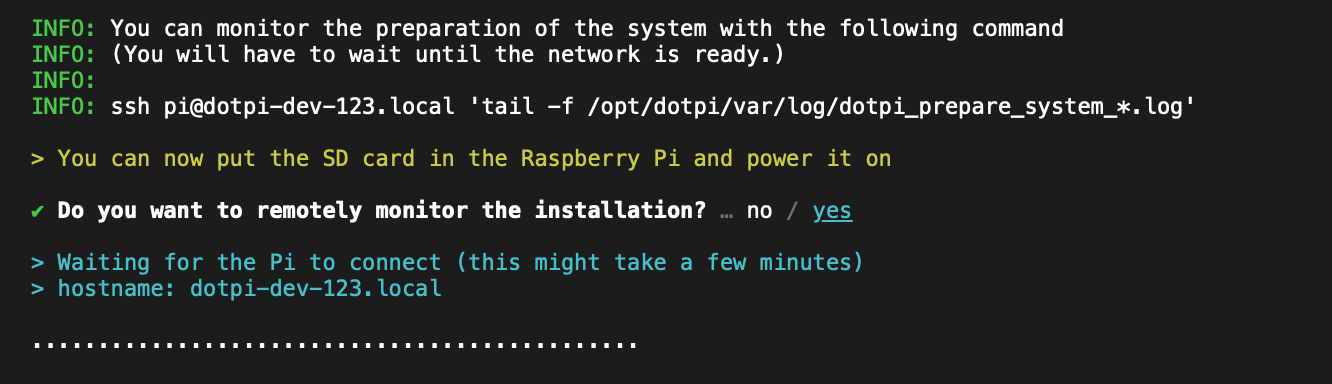 INFO: You can monitor the preparation of the system with the following command
INFO: (You will have to wait until the network is ready.)
INFO:
INFO: ssh pi@dotpi-dev-123.local 'tail -f /opt/dotpi/var/log/dotpi_prepare_system_*.log'
> You can now put the SD card in the Raspberry Pi and power it on
✔ Do you want to remotely monitor the installation? … no / yes
> Waiting for the Pi to connect (this might take a few minutes)
> hostname: dotpi-dev-123.local
..............................................